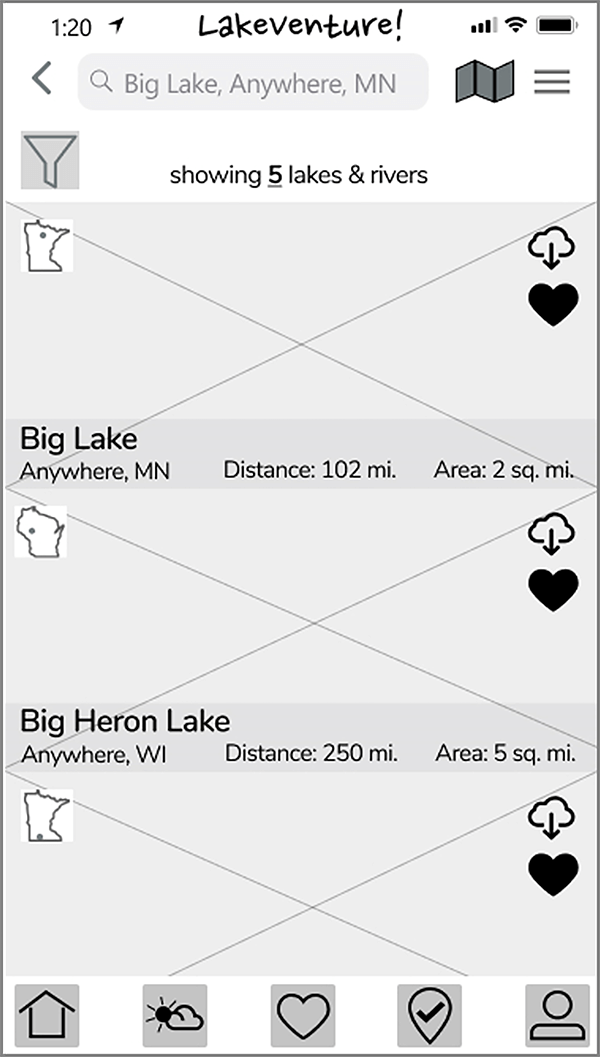 1:20
Lakeventure!
Big Lake, Anywhere, MN
showing 5 lakes & rivers
Big Lake
Anywhere, MN Distance: 102 mi. Area: 2 sq. mi.
Big Heron Lake
Anywhere, WI Distance: 250 mi. Area: 5 sq. mi.